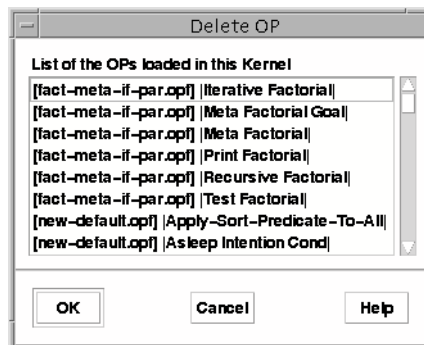 Delete OP
List of the OPs loaded in this Kernel
[fact-meta-if-par.opf] |Iterative Factorial|
[fact-meta-if-par.opf] |Meta Factorial Goal|
[fact-meta-if-par.opf] |Meta Factorial|
[fact-meta-if-par.opf] |Print Factorial|
[fact-meta-if-par.opf] |Recursive Factorial|
[fact-meta-if-par.opf] |Test Factorial|
[new-default.opf] |Apply-Sort-Predicate-To-All|
[new-default.opf] |Asleep Intention Cond|
OK Cancel Help